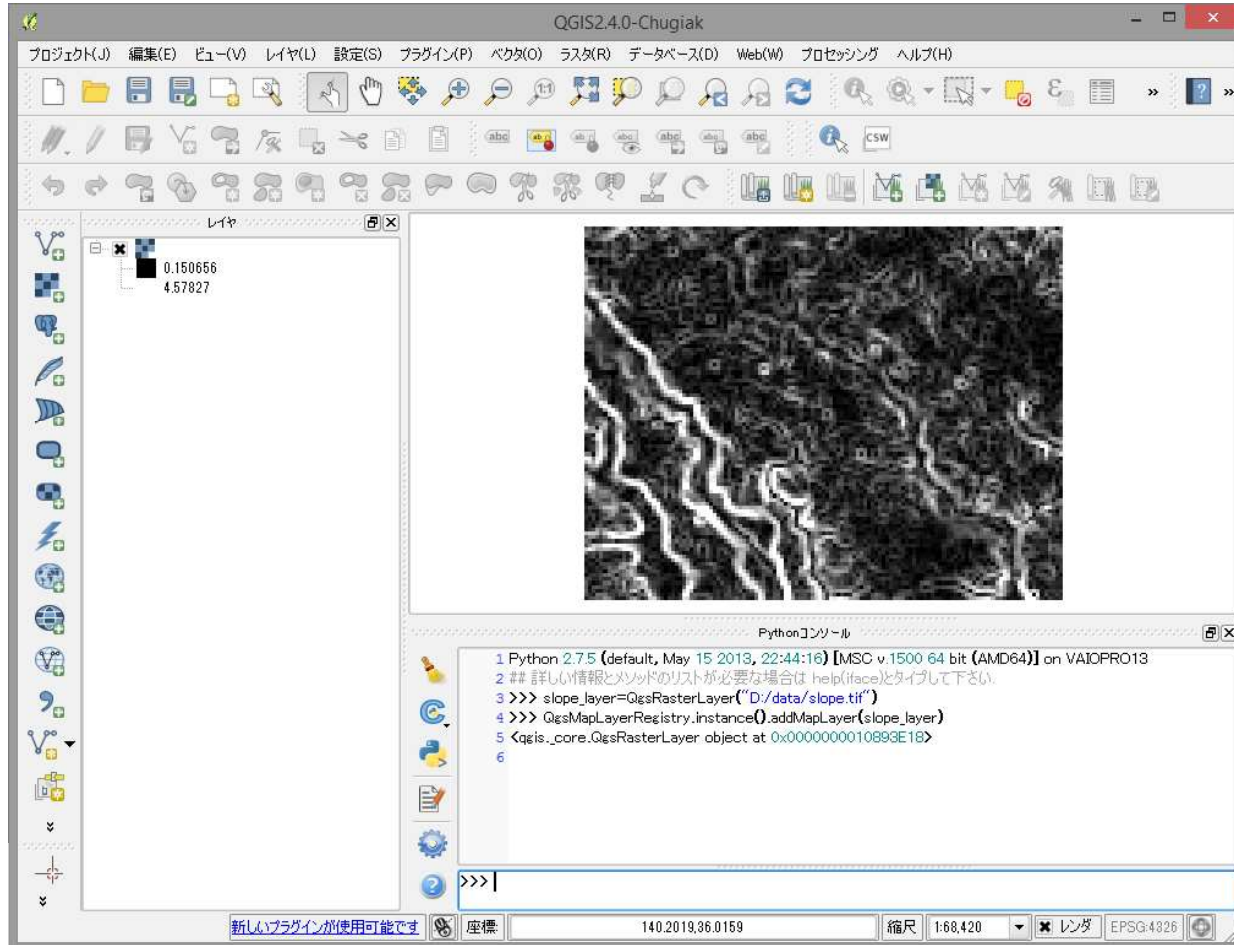 QGIS2.4.0-Chugiak
プロジェクト(J) 編集(E) ビュー(V) レイヤ(L) 設定(S) プラグイン(P) ベクタ(O) ラスタ(R) データベース(D) Web(W) プロセッシング ヘルプ(H)
1:1
abc ab abc abc abc CSW
レイヤ
0.150656
4.57827
Pythonコンソール
1 Python 2.7.5 (default, May 15 2013, 22:44:16) [MSC v.1500 64 bit (AMD64)] on VAIOPRO13
2 ## 詳しい情報とメソッドのリストが必要な場合は help(iface)とタイプして下さい.
3 >>> slope_layer=QgsRasterLayer("D:/data/slope.tif")
4 >>> QgsMapLayerRegistry.instance().addMapLayer(slope_layer)
5 <qgis._core.QgsRasterLayer object at 0x0000000010893E18>
6
>>>
新しいプラグインが使用可能です 座標: 140.2019,36.0159 縮尺 1:68,420 レンダ EPSG:4326